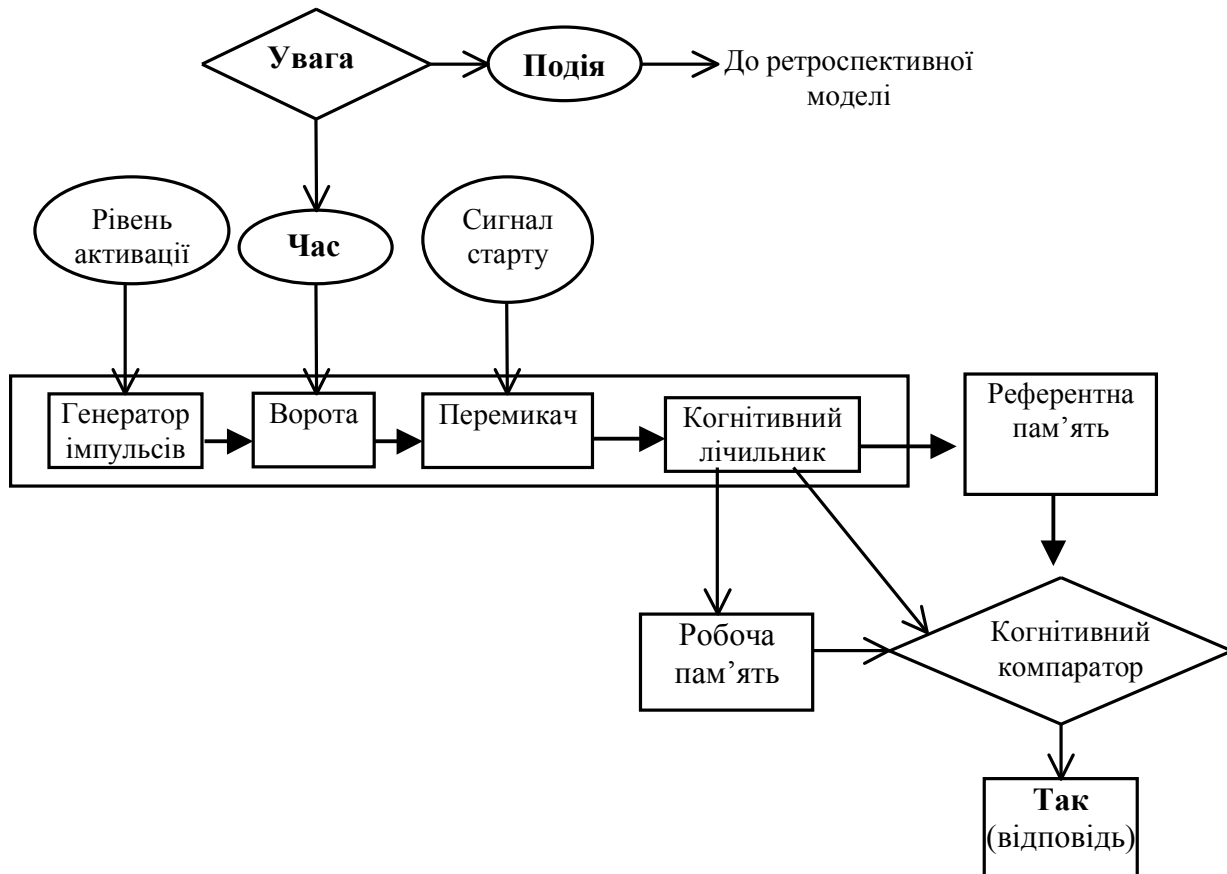 Увага
Подія
До ретроспективної
моделі
Рівень
активації
Час
Сигнал
старту
Генератор
імпульсів
Ворота
Перемикач
Когнітивний
лічильник
Референтна
пам’ять
Робоча
пам’ять
Когнітивний
компаратор
Так
(відповідь)